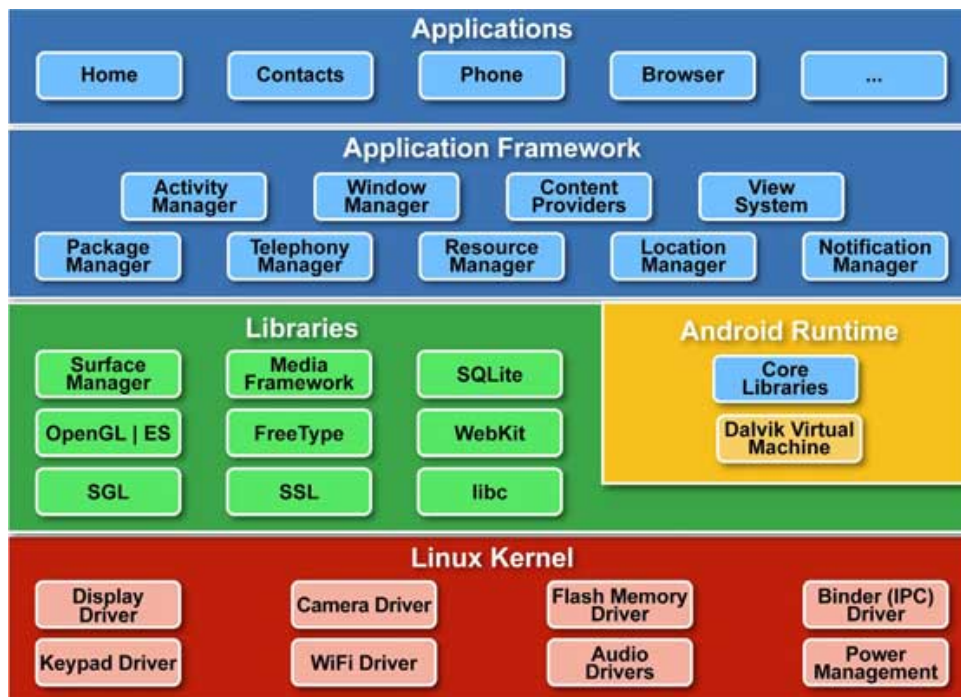 Applications
Home
Contacts
Phone
Browser
...
Application Framework
Activity
Manager
Window
Manager
Content
Providers
View
System
Package
Manager
Telephony
Manager
Resource
Manager
Location
Manager
Notification
Manager
Libraries
Surface
Manager
Media
Framework
SQLite
OpenGL | ES
FreeType
WebKit
SGL
SSL
libc
Android Runtime
Core
Libraries
Dalvik Virtual
Machine
Linux Kernel
Display
Driver
Camera Driver
Flash Memory
Driver
Binder (IPC)
Driver
Keypad Driver
WiFi Driver
Audio
Drivers
Power
Management